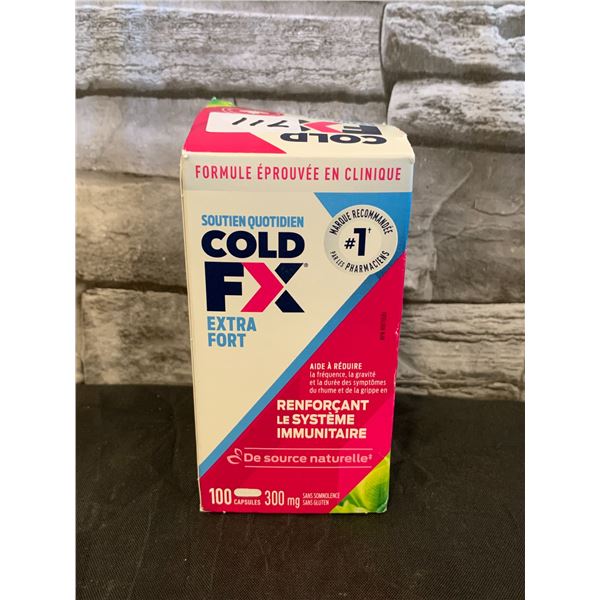 1711
COLD FX
FORMULE ÉPROUVÉE EN CLINIQUE
SOUTIEN QUOTIDIEN
COLD
FX®
EXTRA
FORT
MARQUE RECOMMANDÉE
#1†
PAR LES PHARMACIENS
AIDE À RÉDUIRE
la fréquence, la gravité
et la durée des symptômes
du rhume et de la grippe en
RENFORÇANT
LE SYSTÈME
IMMUNITAIRE
De source naturelle‡
100 CAPSULES 300 mg SANS SOMNOLENCE
SANS GLUTEN